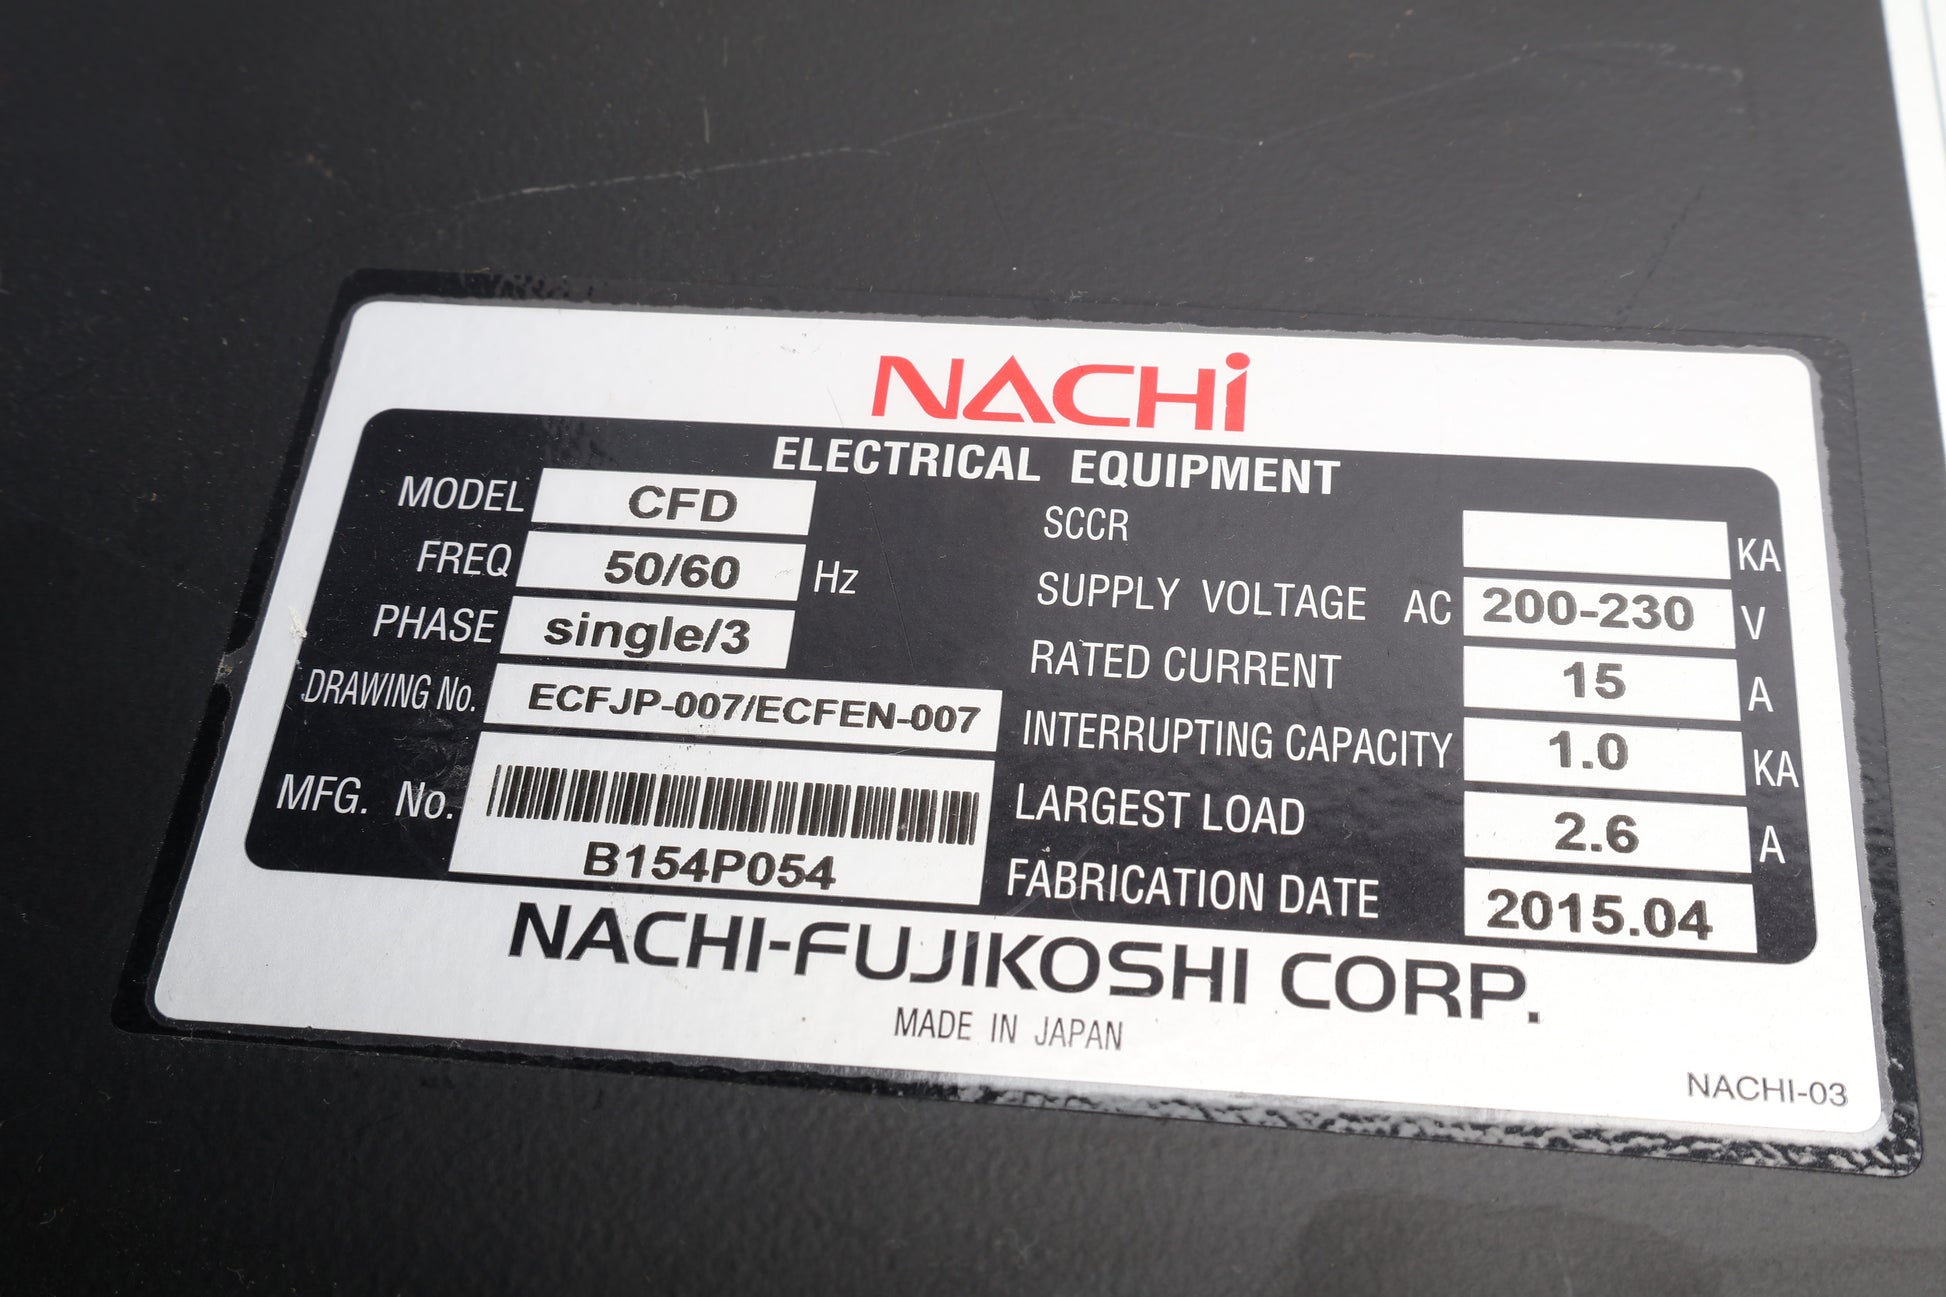 NACHi
ELECTRICAL EQUIPMENT
MODEL CFD
FREQ 50/60 Hz
PHASE single/3
DRAWING No. ECFJP-007/ECFEN-007
MFG. No. B154P054
SCCR KA
SUPPLY VOLTAGE AC 200-230 V
RATED CURRENT 15 A
INTERRUPTING CAPACITY 1.0 KA
LARGEST LOAD 2.6 A
FABRICATION DATE 2015.04
NACHI-FUJIKOSHI CORP.
MADE IN JAPAN
NACHI-03